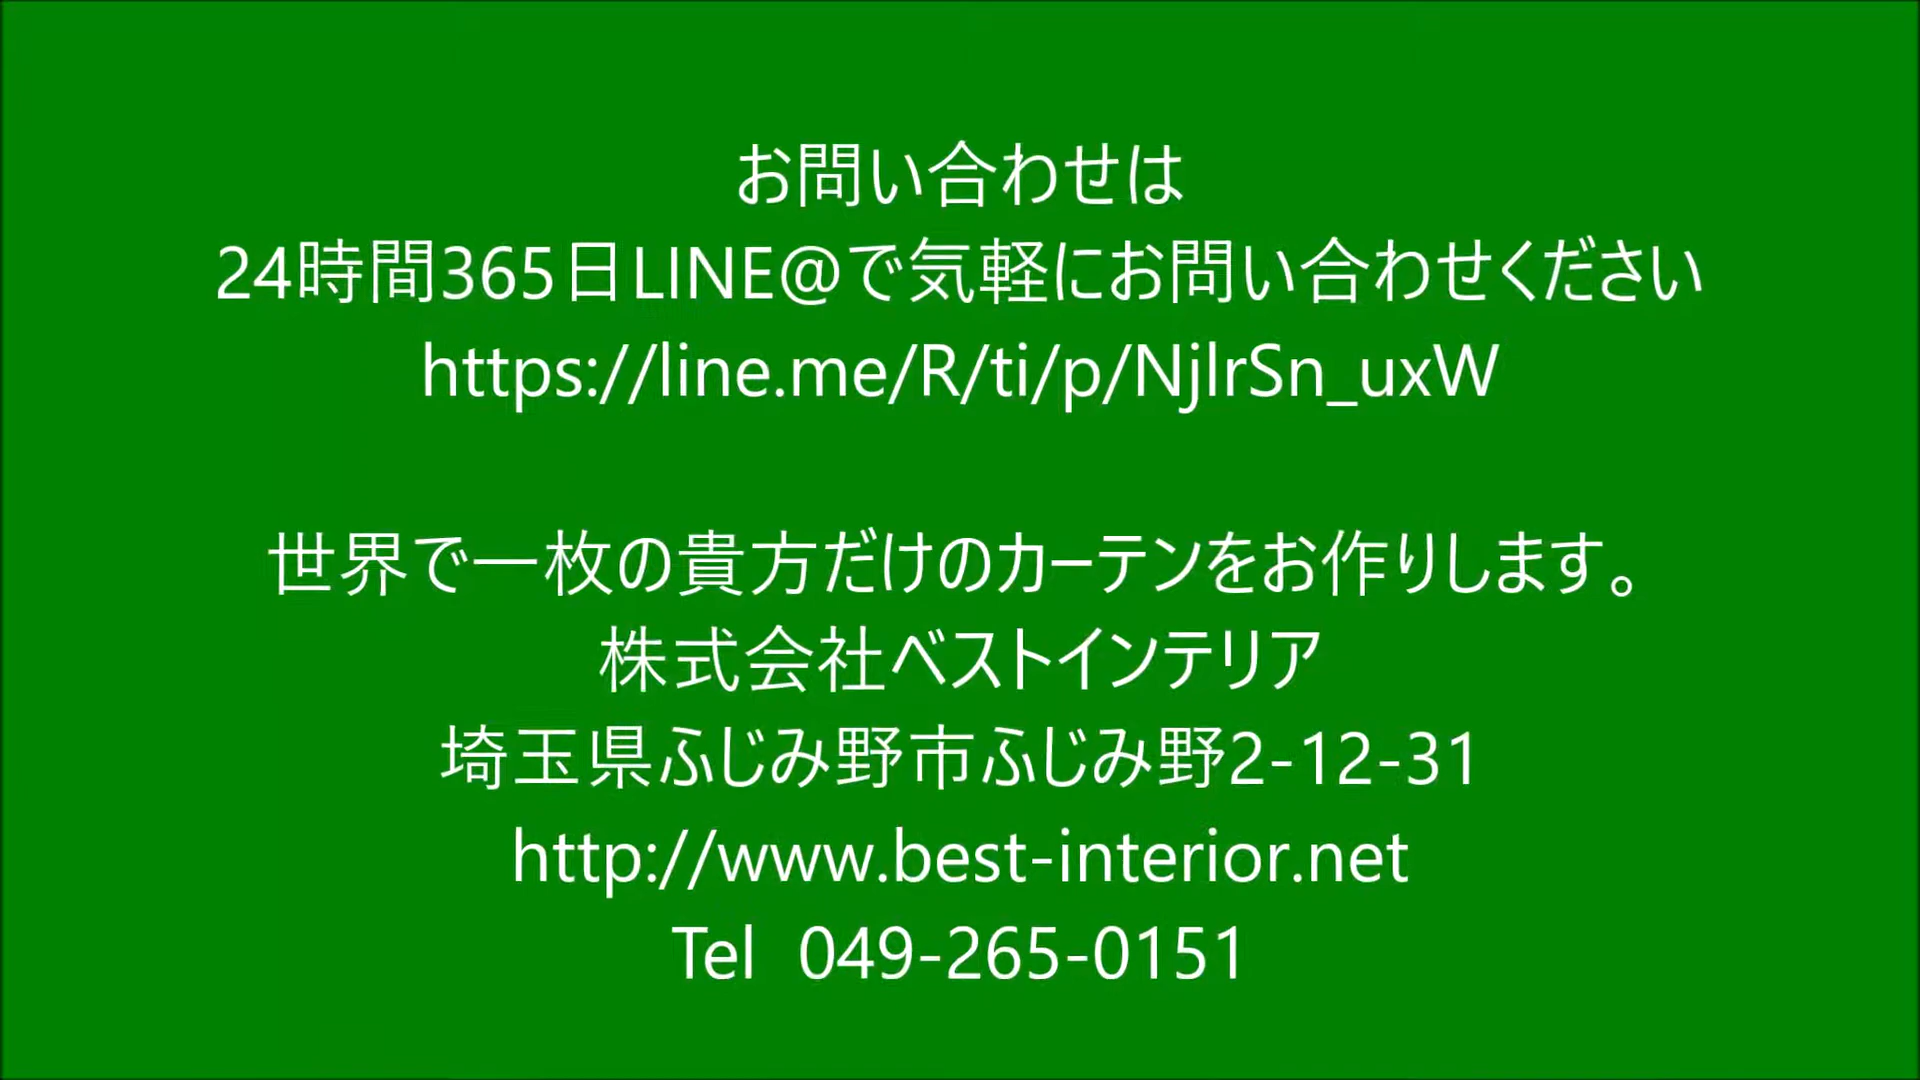 お問い合わせは
24時間365日LINE@で気軽にお問い合わせください
https://line.me/R/ti/p/NjlrSn_uxW
世界で一枚の貴方だけのカーテンをお作りします。
株式会社ベストインテリア
埼玉県ふじみ野市ふじみ野2-12-31
http://www.best-interior.net
Tel 049-265-0151